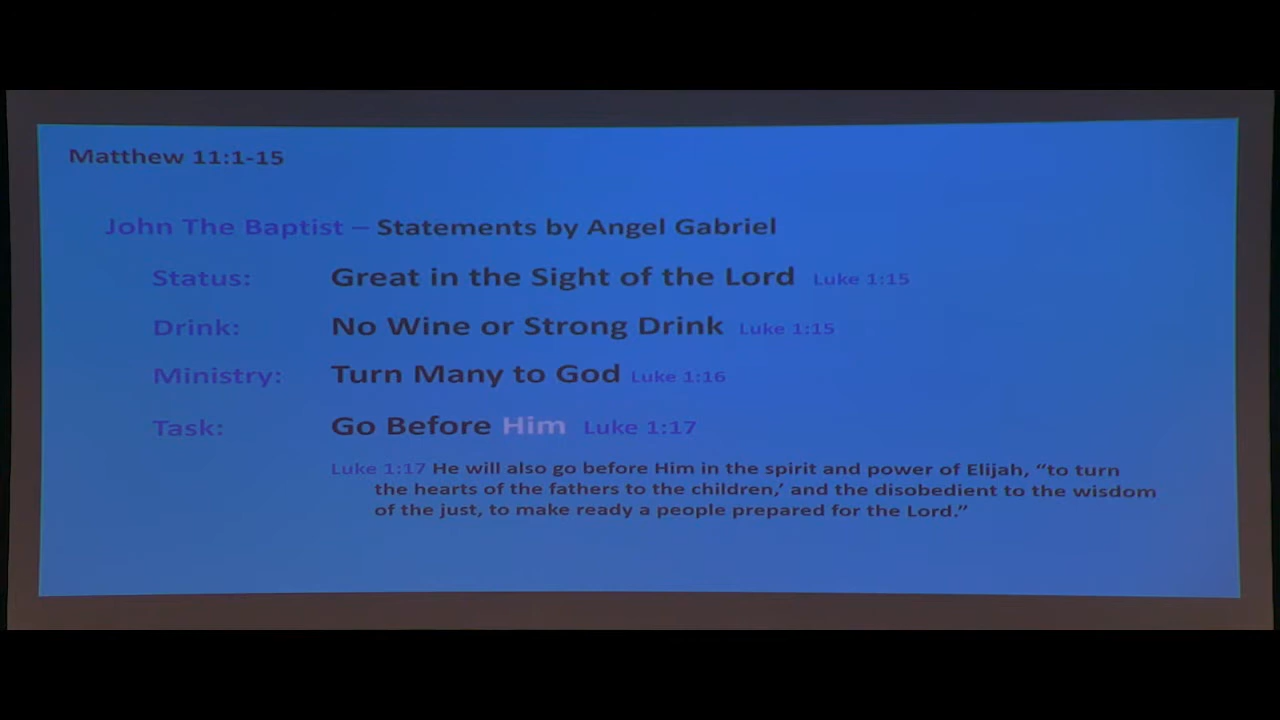 Matthew 11:1-15
John The Baptist – Statements by Angel Gabriel
Status: Great in the Sight of the Lord Luke 1:15
Drink: No Wine or Strong Drink Luke 1:15
Ministry: Turn Many to God Luke 1:16
Task: Go Before Him Luke 1:17
Luke 1:17 He will also go before Him in the spirit and power of Elijah, “to turn
the hearts of the fathers to the children,’ and the disobedient to the wisdom
of the just, to make ready a people prepared for the Lord.”